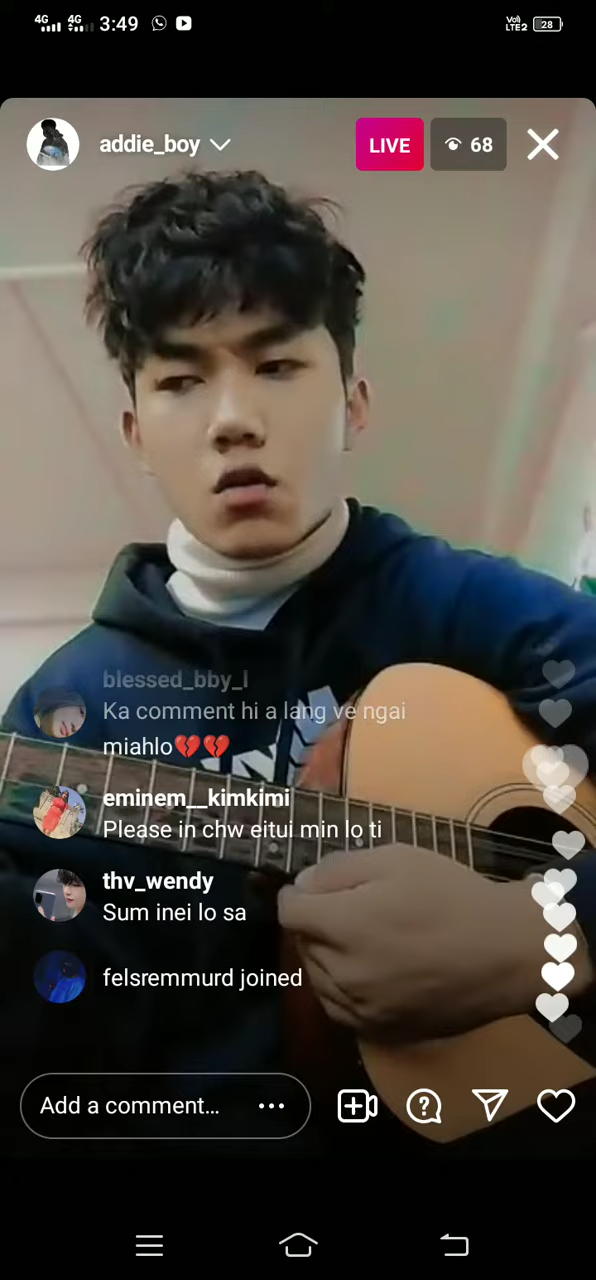 4G 4G 3:49 Vo) LTE2 28
addie_boy LIVE 68
blessed_bby_l
Ka comment hi a lang ve ngai
miahlo💔💔
eminem__kimkimi
Please in chw eitui min lo ti
thv_wendy
Sum inei lo sa
felsremmurd joined
Add a comment...